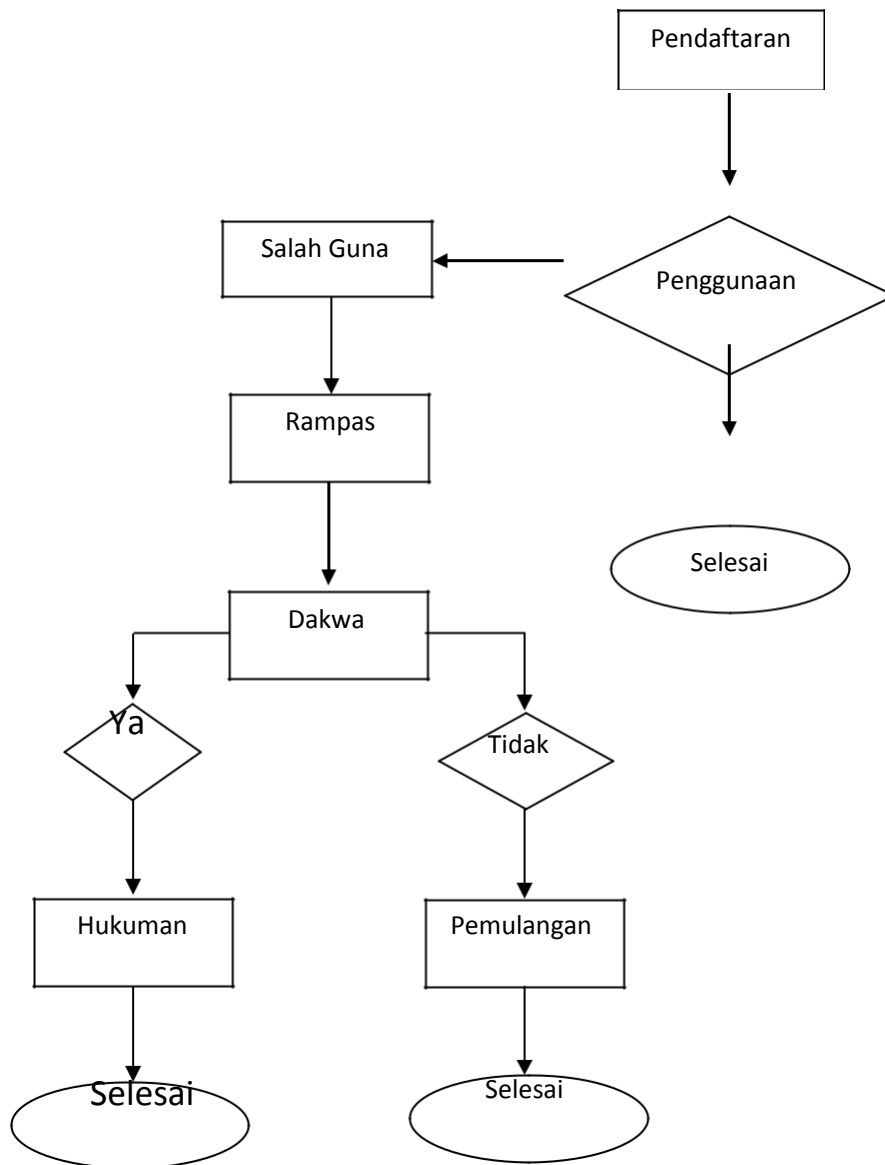 Pendaftaran
Salah Guna
Penggunaan
Rampas
Selesai
Dakwa
Ya
Tidak
Hukuman
Pemulangan
Selesai
Selesai